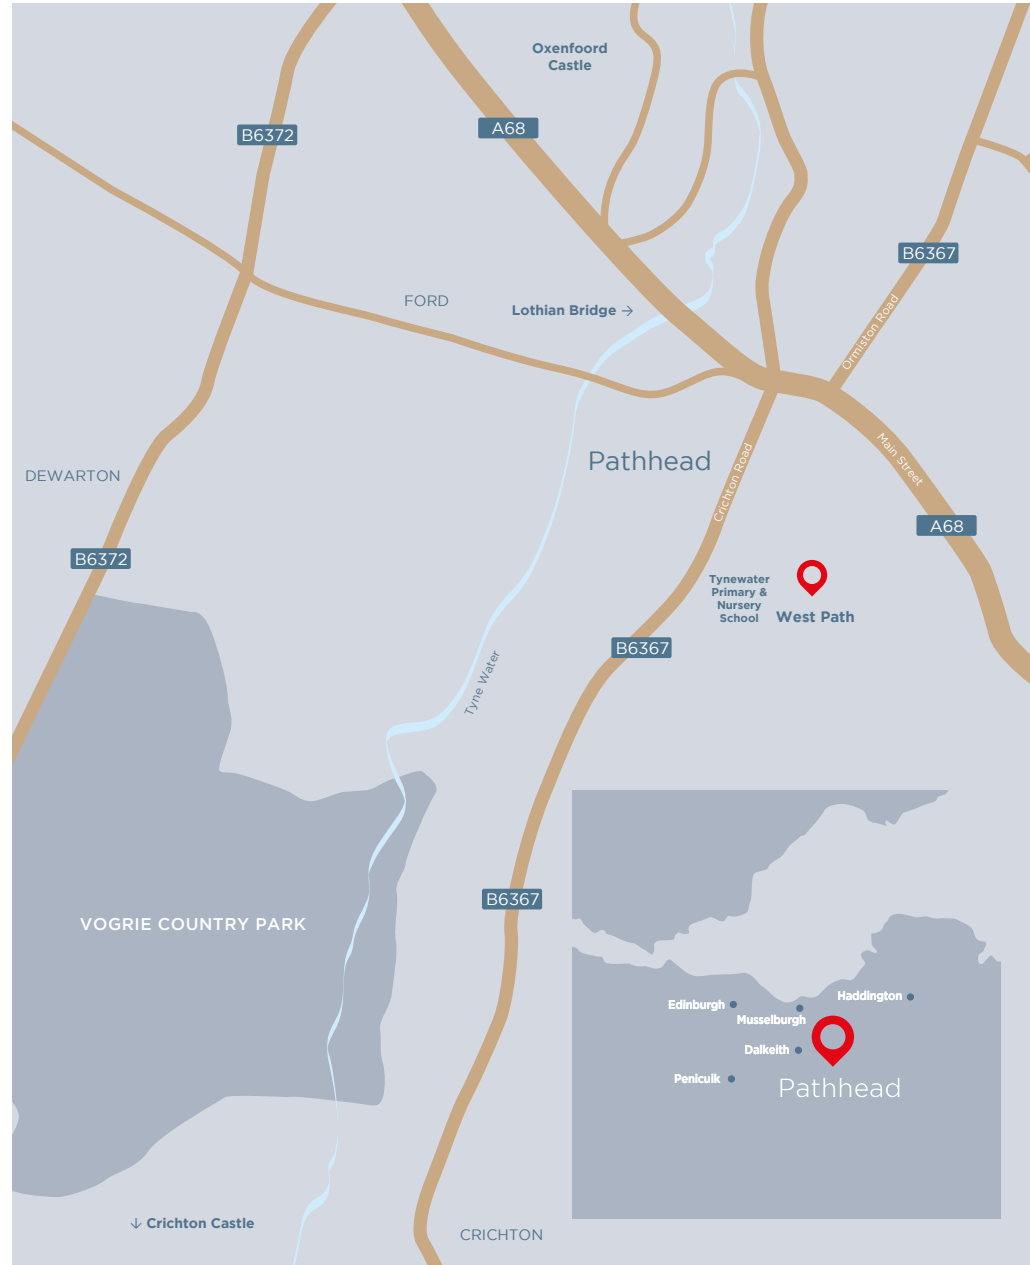 Oxenfoord
Castle
A68
B6372
B6367
FORD
Lothian Bridge →
Ormiston Road
Main Street
Pathhead
Crichton Road
DEWARTON
A68
B6372
Tynewater
Primary &
Nursery
School
West Path
B6367
Tyne Water
B6367
VOGRIE COUNTRY PARK
Edinburgh
Musselburgh
Haddington
Dalkeith
Penicuik
Pathhead
↓ Crichton Castle
CRICHTON